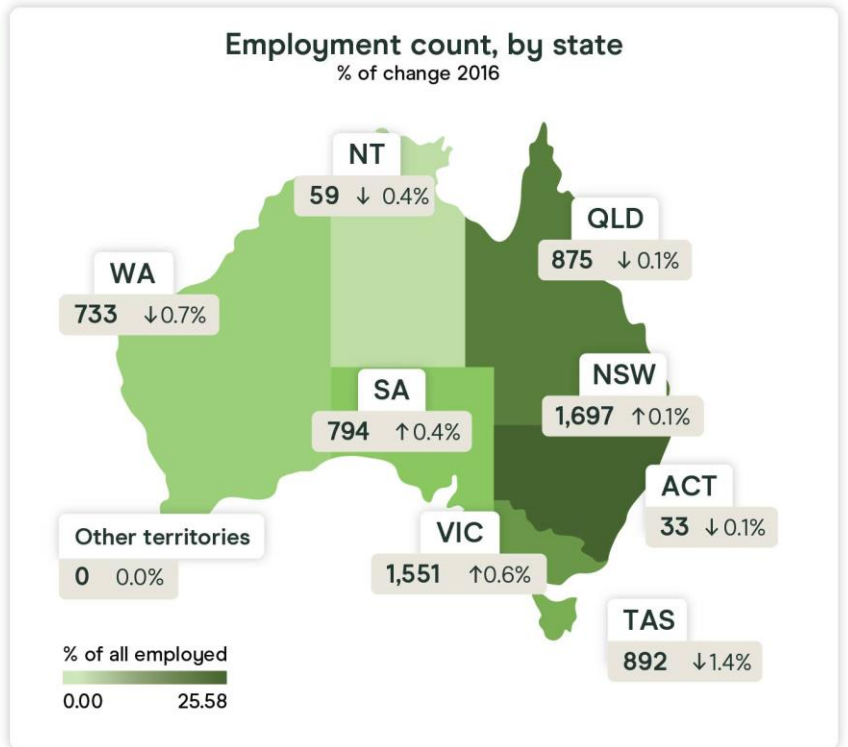 Employment count, by state
% of change 2016
NT
59 ↓ 0.4%
QLD
875 ↓ 0.1%
WA
733 ↓ 0.7%
SA
794 ↑ 0.4%
NSW
1,697 ↑ 0.1%
ACT
33 ↓ 0.1%
Other territories
0 0.0%
VIC
1,551 ↑ 0.6%
TAS
892 ↓ 1.4%
% of all employed
0.00 25.58